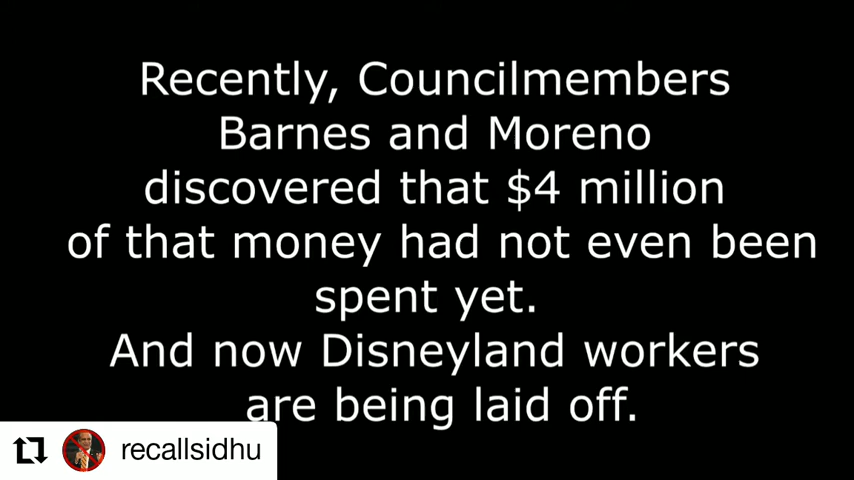 Recently, Councilmembers
Barnes and Moreno
discovered that $4 million
of that money had not even been
spent yet.
And now Disneyland workers
are being laid off.
recallsidhu